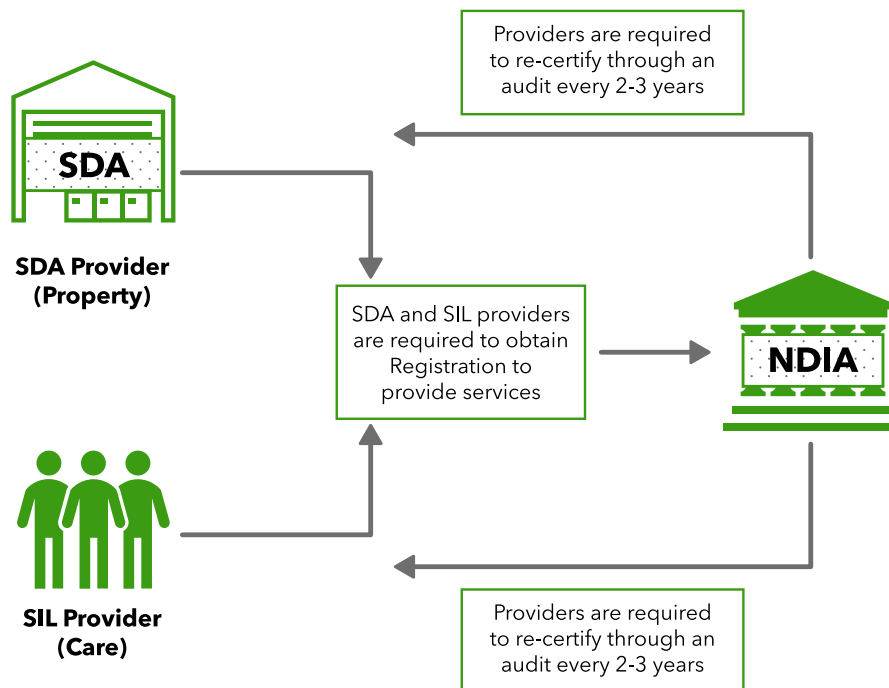 Providers are required
to re-certify through an
audit every 2-3 years
SDA
SDA Provider
(Property)
SDA and SIL providers
are required to obtain
Registration to
provide services
NDIA
SIL Provider
(Care)
Providers are required
to re-certify through an
audit every 2-3 years